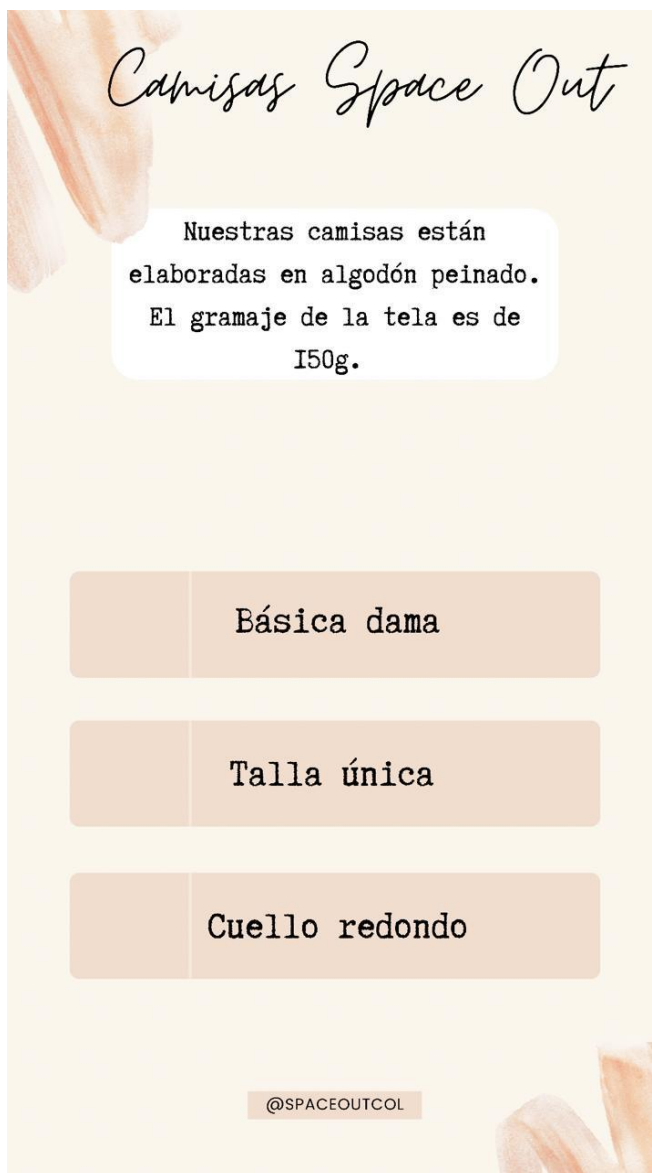 Camisas Space Out
Nuestras camisas están
elaboradas en algodón peinado.
El gramaje de la tela es de
I50g.
Básica dama
Talla única
Cuello redondo
@SPACEOUTCOL